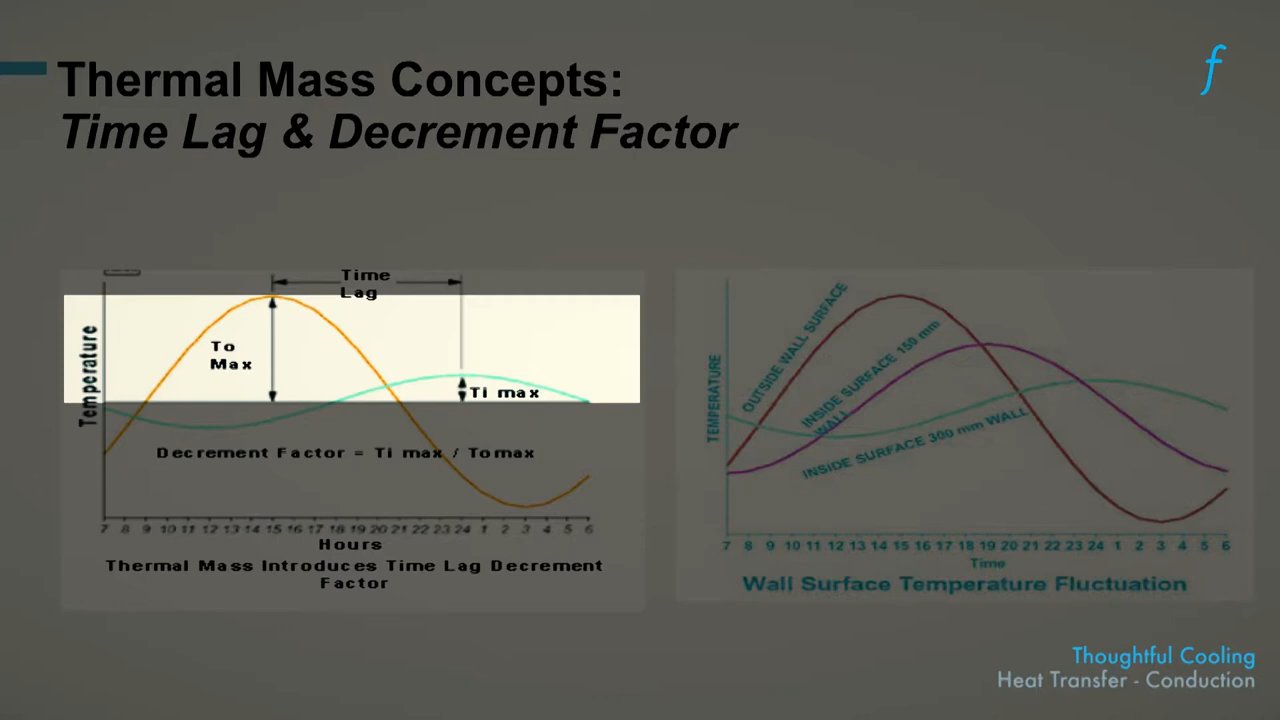 Thermal Mass Concepts:
Time Lag & Decrement Factor
f
Time
Lag
To
Max
Ti max
Temperature
Decrement Factor = Ti max / Tomax
7 8 9 10 11 12 13 14 15 16 17 18 19 20 21 22 23 24 1 2 3 4 5 6
Hours
Thermal Mass Introduces Time Lag Decrement
Factor
OUTSIDE WALL SURFACE
INSIDE SURFACE 150 mm
WALL
INSIDE SURFACE 300 mm WALL
TEMPERATURE
7 8 9 10 11 12 13 14 15 16 17 18 19 20 21 22 23 24 1 2 3 4 5 6
Time
Wall Surface Temperature Fluctuation
Thoughtful Cooling
Heat Transfer - Conduction